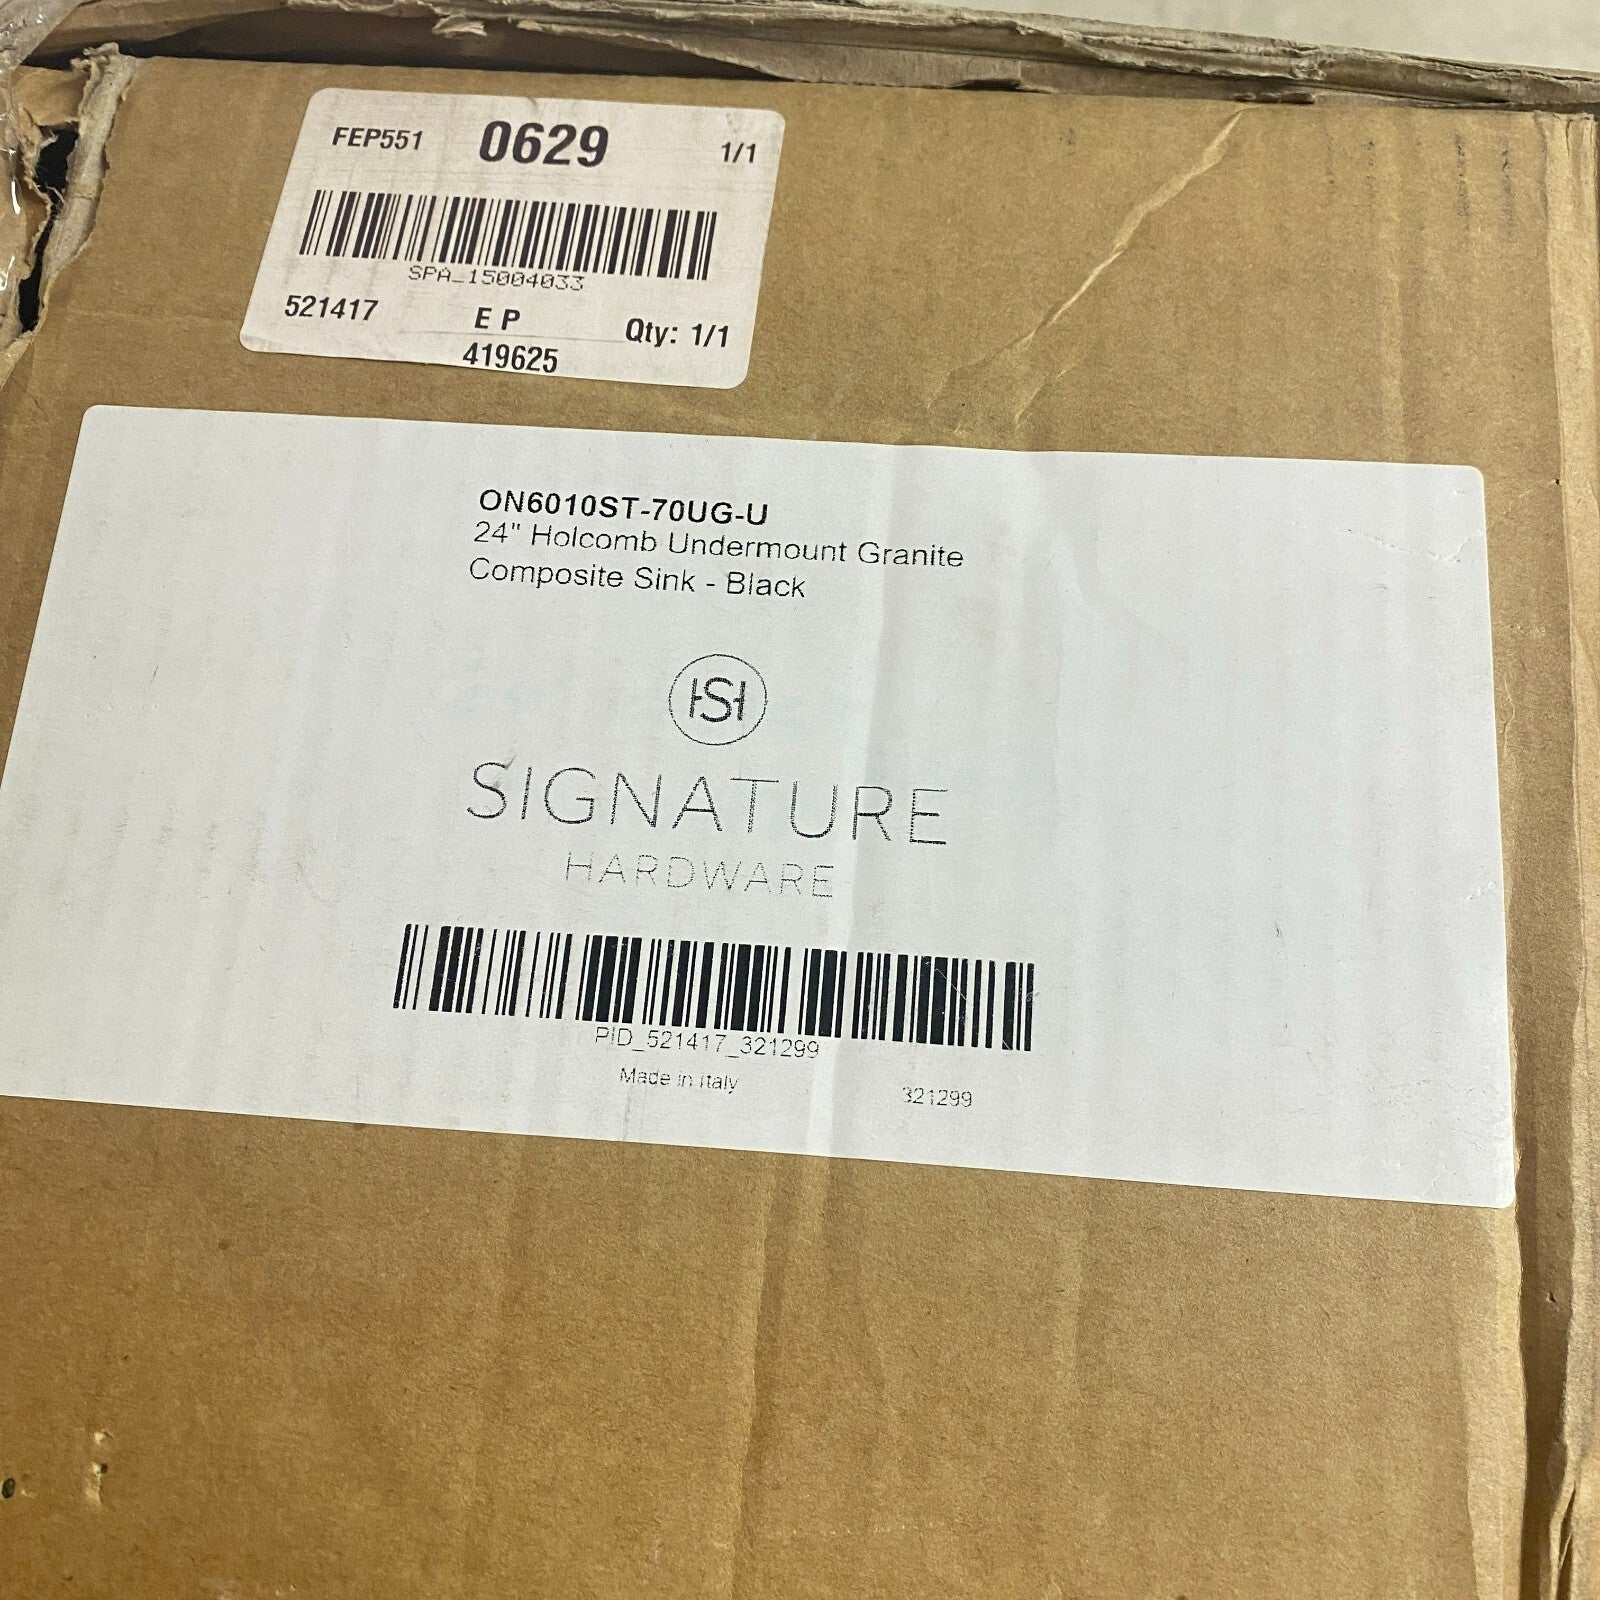 FEP551 0629 1/1
SPA_15004033
521417 E P Qty: 1/1
419625
ON6010ST-70UG-U
24" Holcomb Undermount Granite
Composite Sink - Black
SH
SIGNATURE
HARDWARE
PID_521417_321299
Made in Italy 321299